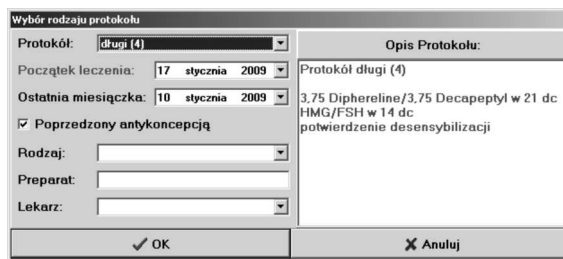 Wybór rodzaju protokołu
Protokół: długi (4)
Początek leczenia: 17 stycznia 2009
Ostatnia miesiączka: 10 stycznia 2009
Poprzedzony antykoncepcją
Rodzaj:
Preparat:
Lekarz:
Opis Protokołu:
Protokół długi (4)
3,75 Diphereline/3,75 Decapeptyl w 21 dc
HMG/FSH w 14 dc
potwierdzenie desensybilizacji
OK
Anuluj